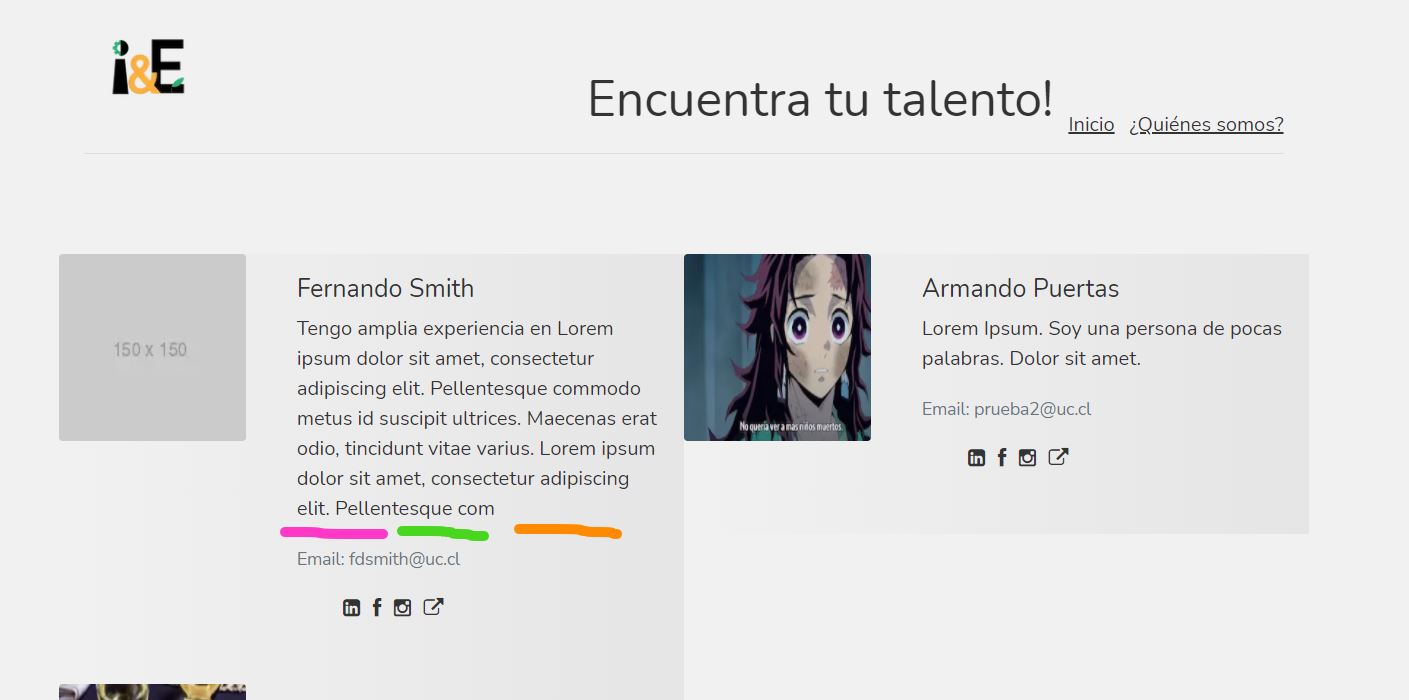 i&E
Encuentra tu talento!
Inicio ¿Quiénes somos?
150 x 150
Fernando Smith
Tengo amplia experiencia en Lorem
ipsum dolor sit amet, consectetur
adipiscing elit. Pellentesque commodo
metus id suscipit ultrices. Maecenas erat
odio, tincidunt vitae varius. Lorem ipsum
dolor sit amet, consectetur adipiscing
elit. Pellentesque com
Email: fdsmith@uc.cl
in f
No quería ver a más niños muertos.
Armando Puertas
Lorem Ipsum. Soy una persona de pocas
palabras. Dolor sit amet.
Email: prueba2@uc.cl
in f